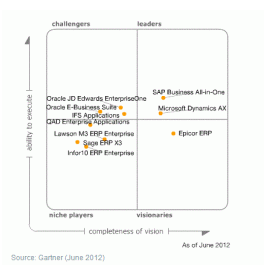 challengers
leaders
SAP Business All-in-One
Oracle JD Edwards EnterpriseOne
Oracle E-Business Suite
Microsoft Dynamics AX
IFS Applications
QAD Enterprise Applications
Lawson M3 ERP Enterprise
Epicor ERP
Sage ERP X3
Infor10 ERP Enterprise
ability to execute
niche players
visionaries
completeness of vision
As of June 2012
Source: Gartner (June 2012)